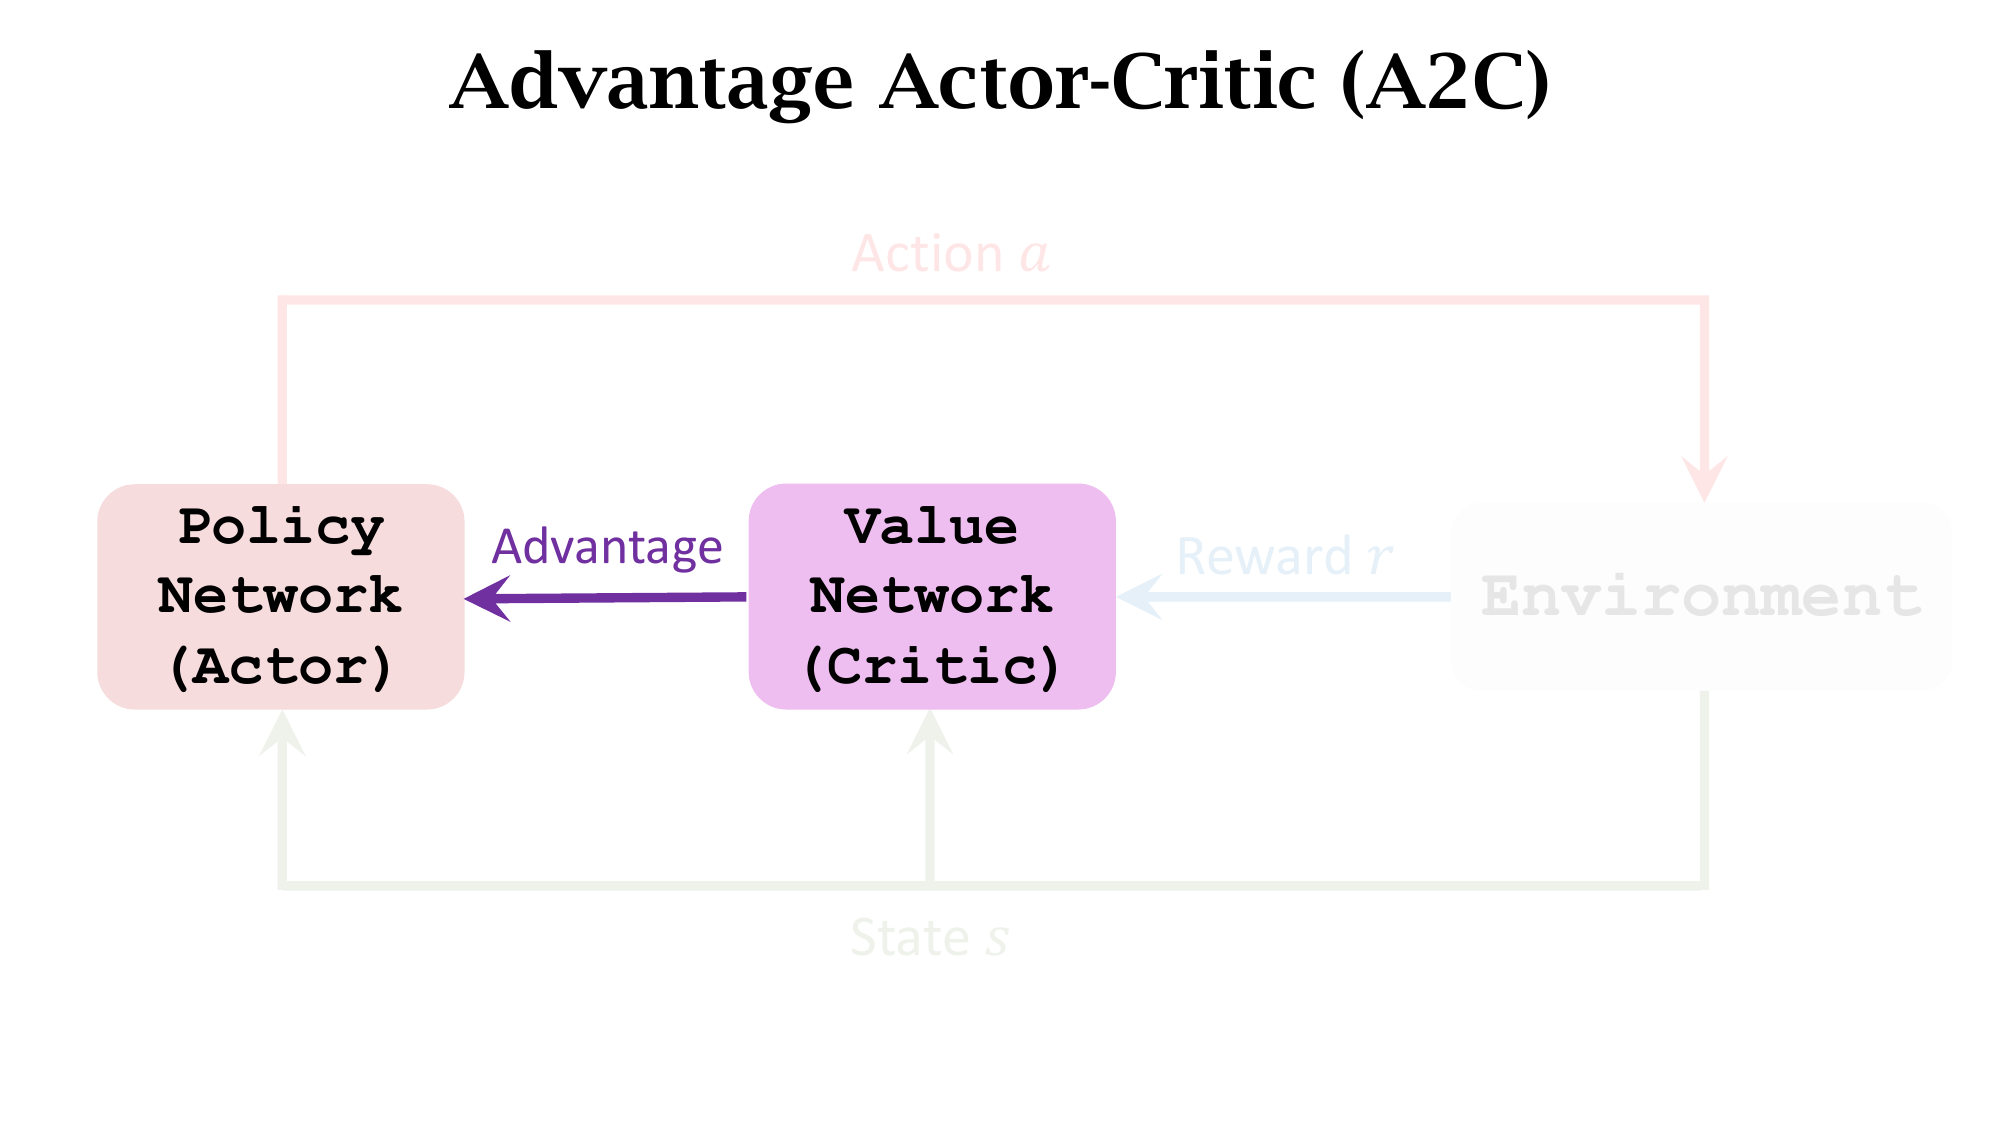 Advantage Actor-Critic (A2C)
Action a
Policy
Network
(Actor)
Advantage
Value
Network
(Critic)
Reward r
Environment
State s